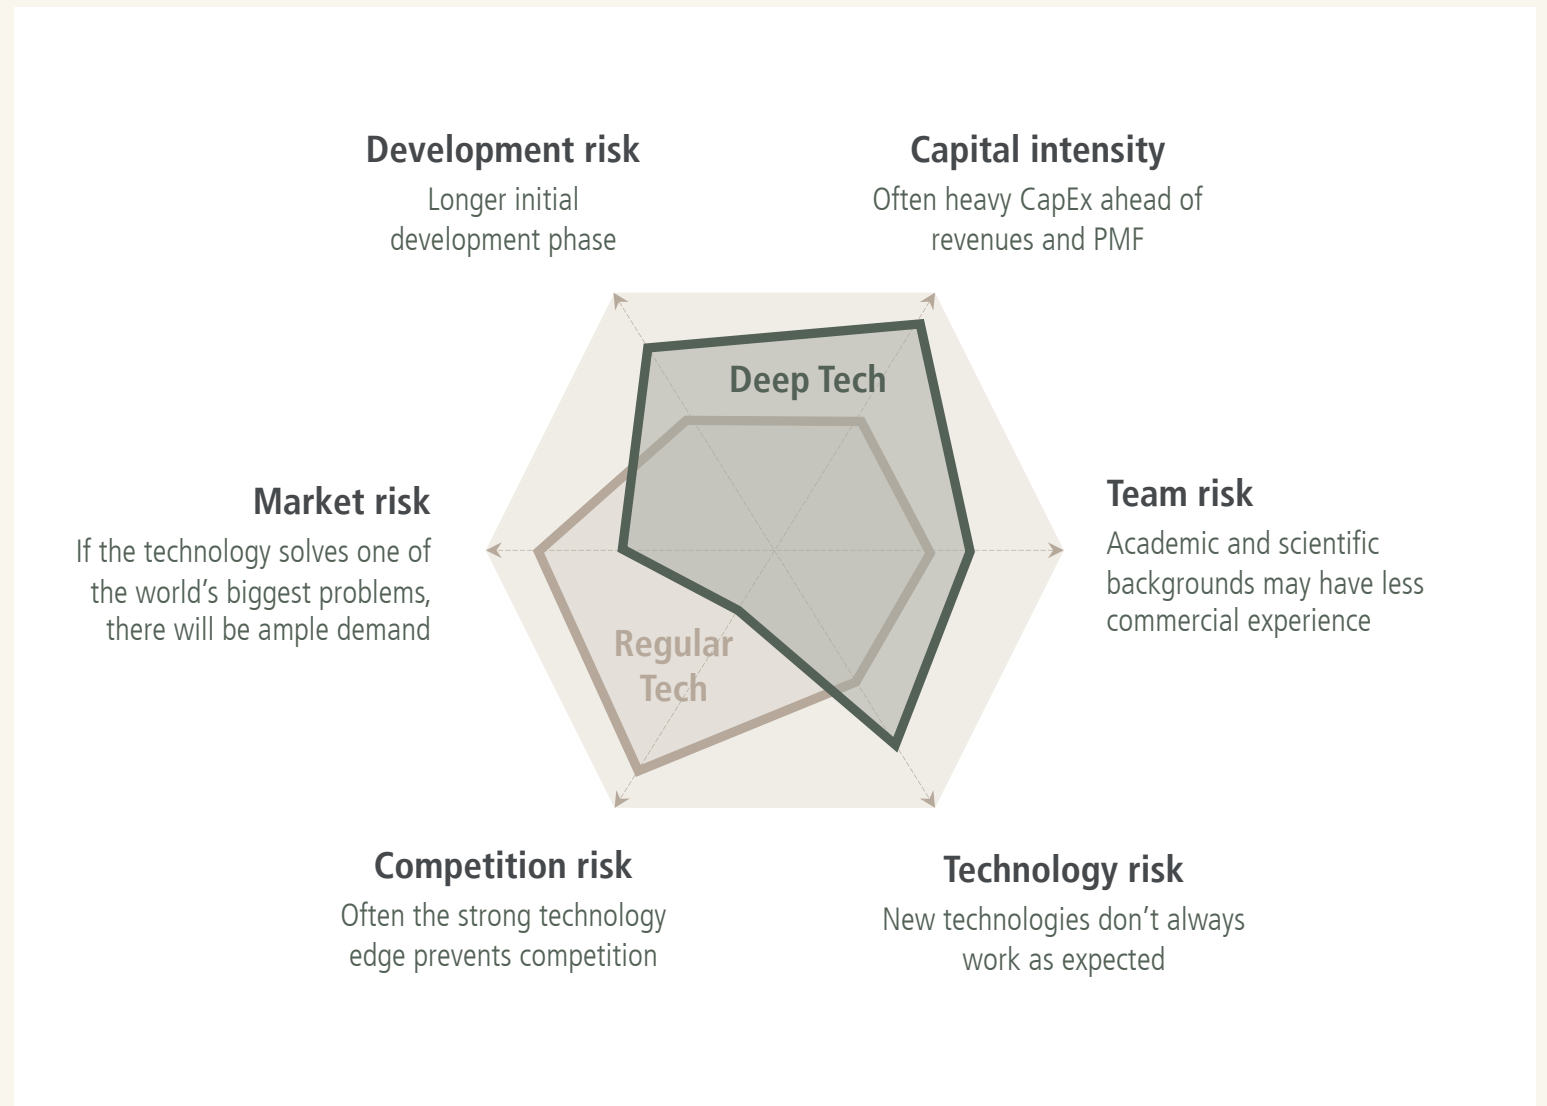 Development risk
Longer initial
development phase
Capital intensity
Often heavy CapEx ahead of
revenues and PMF
Deep Tech
Market risk
If the technology solves one of
the world’s biggest problems,
there will be ample demand
Team risk
Academic and scientific
backgrounds may have less
commercial experience
Regular
Tech
Competition risk
Often the strong technology
edge prevents competition
Technology risk
New technologies don’t always
work as expected